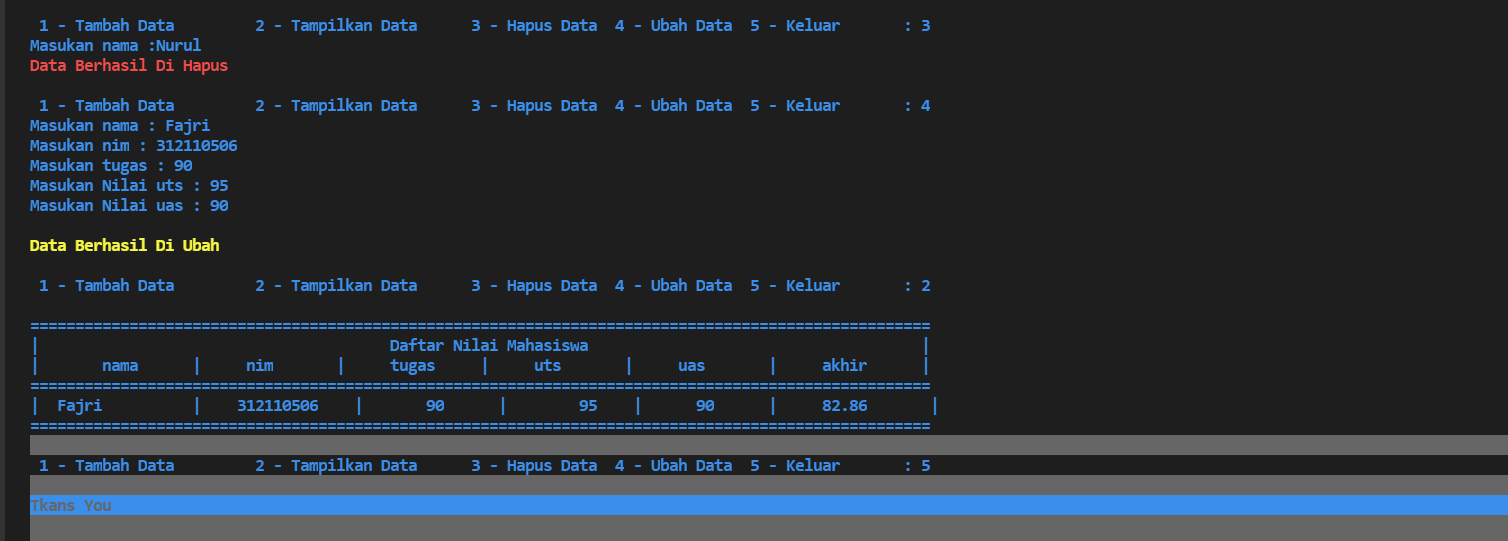 1 - Tambah Data         2 - Tampilkan Data      3 - Hapus Data  4 - Ubah Data  5 - Keluar       : 3
Masukan nama :Nurul
Data Berhasil Di Hapus
1 - Tambah Data         2 - Tampilkan Data      3 - Hapus Data  4 - Ubah Data  5 - Keluar       : 4
Masukan nama : Fajri
Masukan nim : 312110506
Masukan tugas : 90
Masukan Nilai uts : 95
Masukan Nilai uas : 90
Data Berhasil Di Ubah
1 - Tambah Data         2 - Tampilkan Data      3 - Hapus Data  4 - Ubah Data  5 - Keluar       : 2
====================================================================================================
|                                       Daftar Nilai Mahasiswa                                     |
|       nama      |     nim       |     tugas     |     uts       |     uas       |     akhir      |
====================================================================================================
|  Fajri          |    312110506    |       90      |        95    |      90      |     82.86       |
====================================================================================================
1 - Tambah Data         2 - Tampilkan Data      3 - Hapus Data  4 - Ubah Data  5 - Keluar       : 5
Tkans You